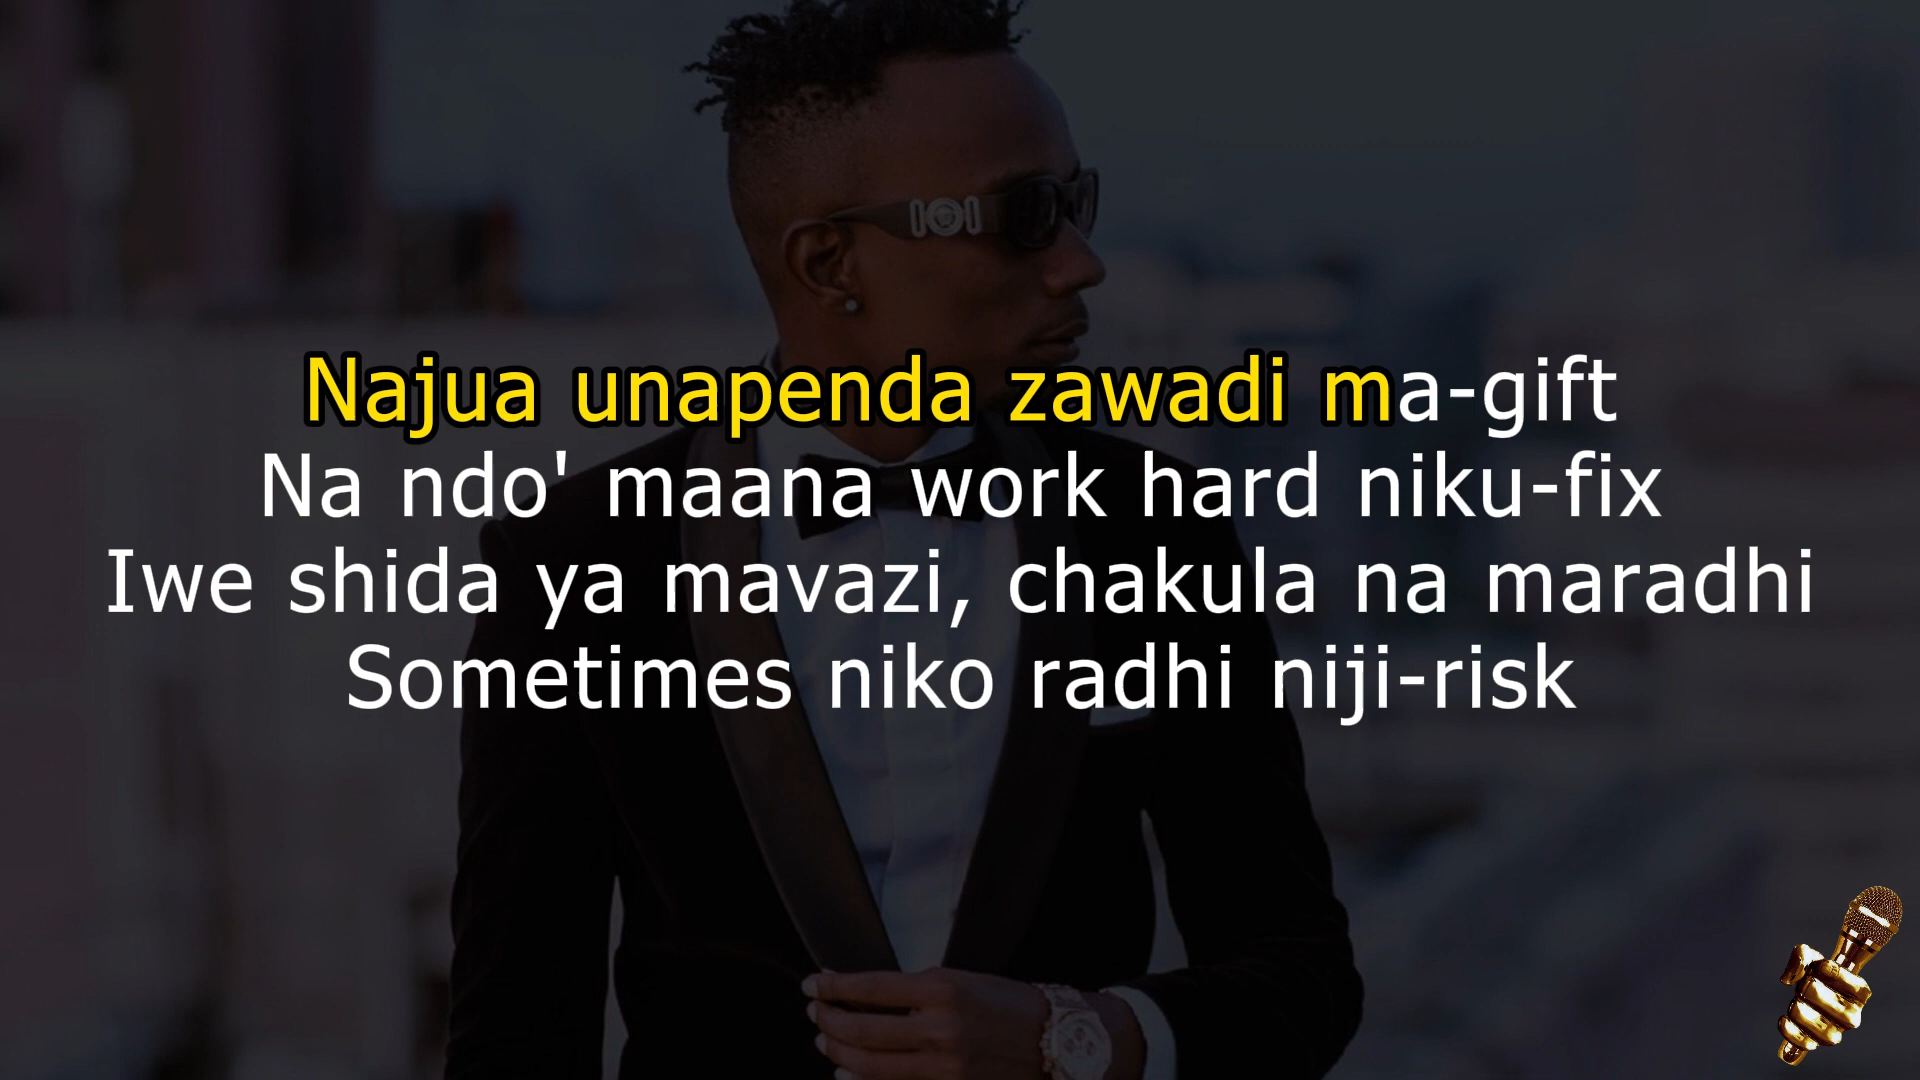 Najua unapenda zawadi ma-gift
Na ndo' maana work hard niku-fix
Iwe shida ya mavazi, chakula na maradhi
Sometimes niko radhi niji-risk